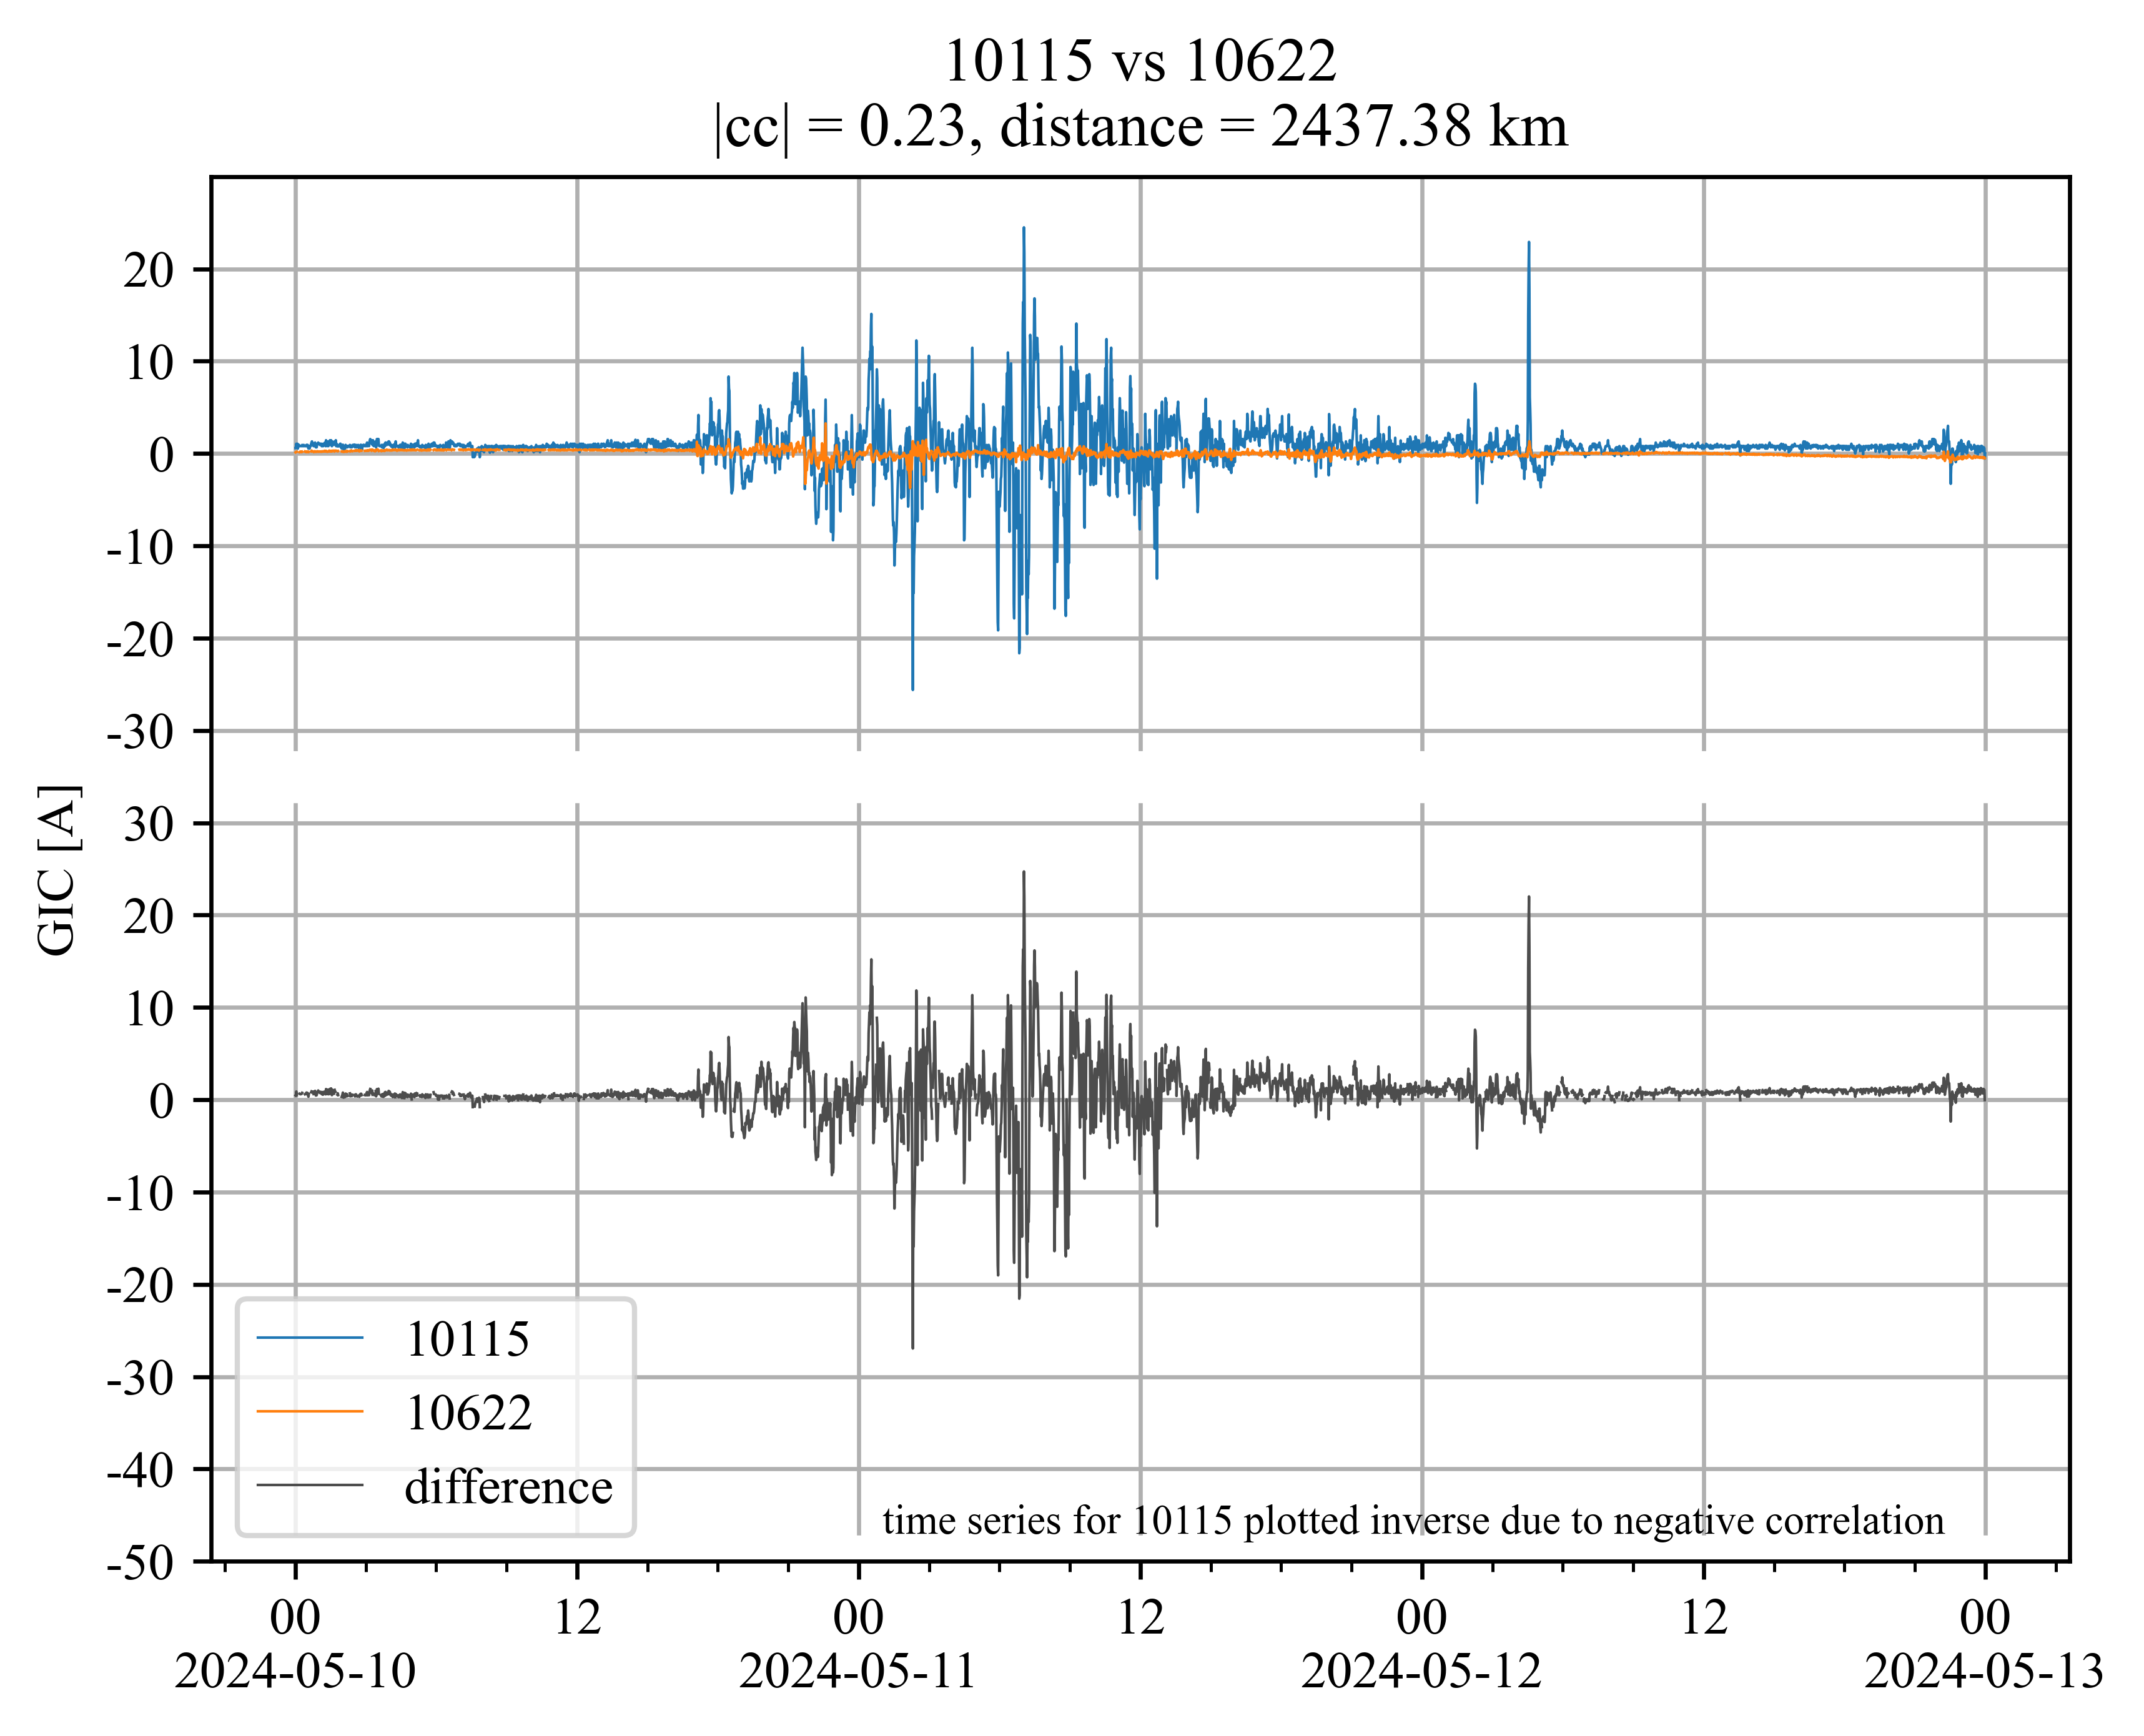 10115 vs 10622
|cc| = 0.23, distance = 2437.38 km
20
10
0
-10
-20
-30
30
20
10
0
-10
-20
-30
-40
-50
GIC [A]
10115
10622
difference
time series for 10115 plotted inverse due to negative correlation
00 12 00 12 00 12 00
2024-05-10 2024-05-11 2024-05-12 2024-05-13